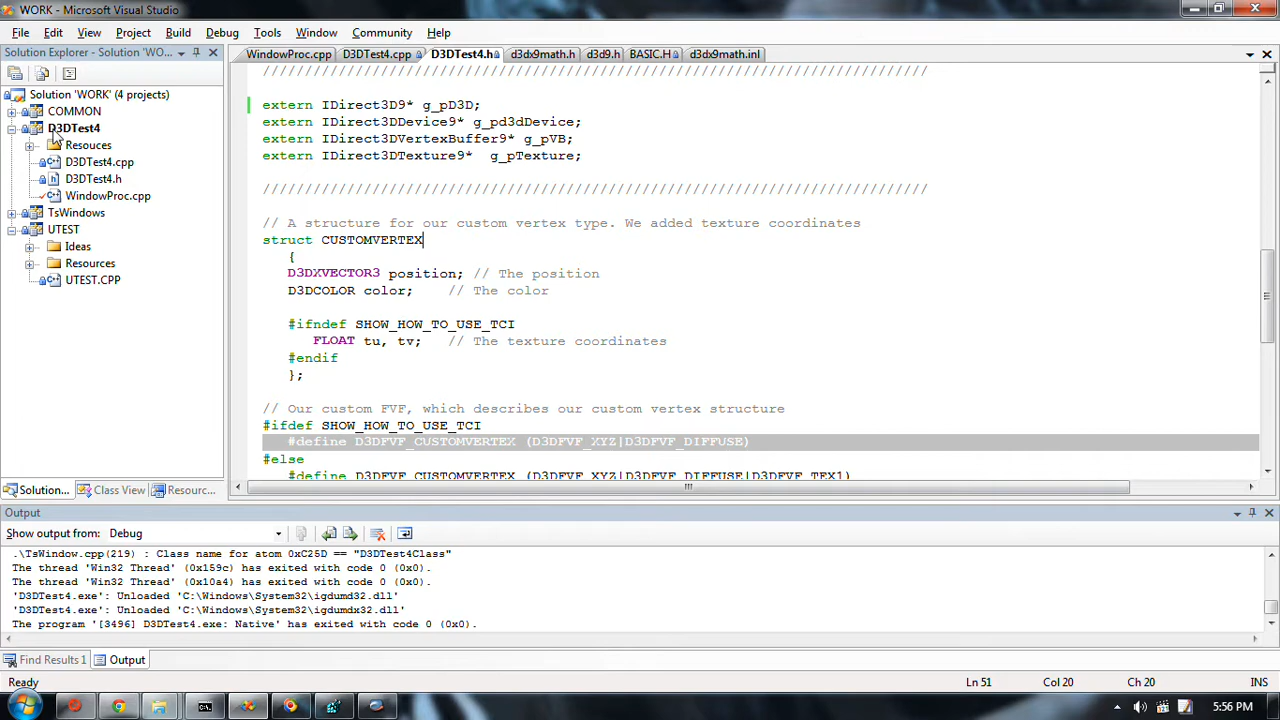 WORK - Microsoft Visual Studio
File Edit View Project Build Debug Tools Window Community Help
Solution Explorer - Solution 'WO...
Solution 'WORK' (4 projects)
COMMON
D3DTest4
Resouces
D3DTest4.cpp
D3DTest4.h
WindowProc.cpp
TsWindows
UTEST
Ideas
Resources
UTEST.CPP
Solution... Class View Resourc...
WindowProc.cpp D3DTest4.cpp D3DTest4.h d3dx9math.h d3d9.h BASIC.H d3dx9math.inl
///////////////////////////////////////////////////////////////////////////////
extern IDirect3D9* g_pD3D;
extern IDirect3DDevice9* g_pd3dDevice;
extern IDirect3DVertexBuffer9* g_pVB;
extern IDirect3DTexture9*  g_pTexture;
///////////////////////////////////////////////////////////////////////////////
// A structure for our custom vertex type. We added texture coordinates
struct CUSTOMVERTEX
{
D3DXVECTOR3 position; // The position
D3DCOLOR color;    // The color
#ifndef SHOW_HOW_TO_USE_TCI
FLOAT tu, tv;   // The texture coordinates
#endif
};
// Our custom FVF, which describes our custom vertex structure
#ifdef SHOW_HOW_TO_USE_TCI
#define D3DFVF_CUSTOMVERTEX (D3DFVF_XYZ|D3DFVF_DIFFUSE)
#else
#define D3DFVF_CUSTOMVERTEX (D3DFVF_XYZ|D3DFVF_DIFFUSE|D3DFVF_TEX1)
Output
Show output from: Debug
.\TsWindow.cpp(219) : Class name for atom 0xC25D == "D3DTest4Class"
The thread 'Win32 Thread' (0x159c) has exited with code 0 (0x0).
The thread 'Win32 Thread' (0x10a4) has exited with code 0 (0x0).
'D3DTest4.exe': Unloaded 'C:\Windows\System32\igdumdx32.dll'
'D3DTest4.exe': Unloaded 'C:\Windows\System32\igdumd32.dll'
The program '[3496] D3DTest4.exe: Native' has exited with code 0 (0x0).
Find Results 1 Output
Ready Ln 51 Col 20 Ch 20 INS
5:56 PM